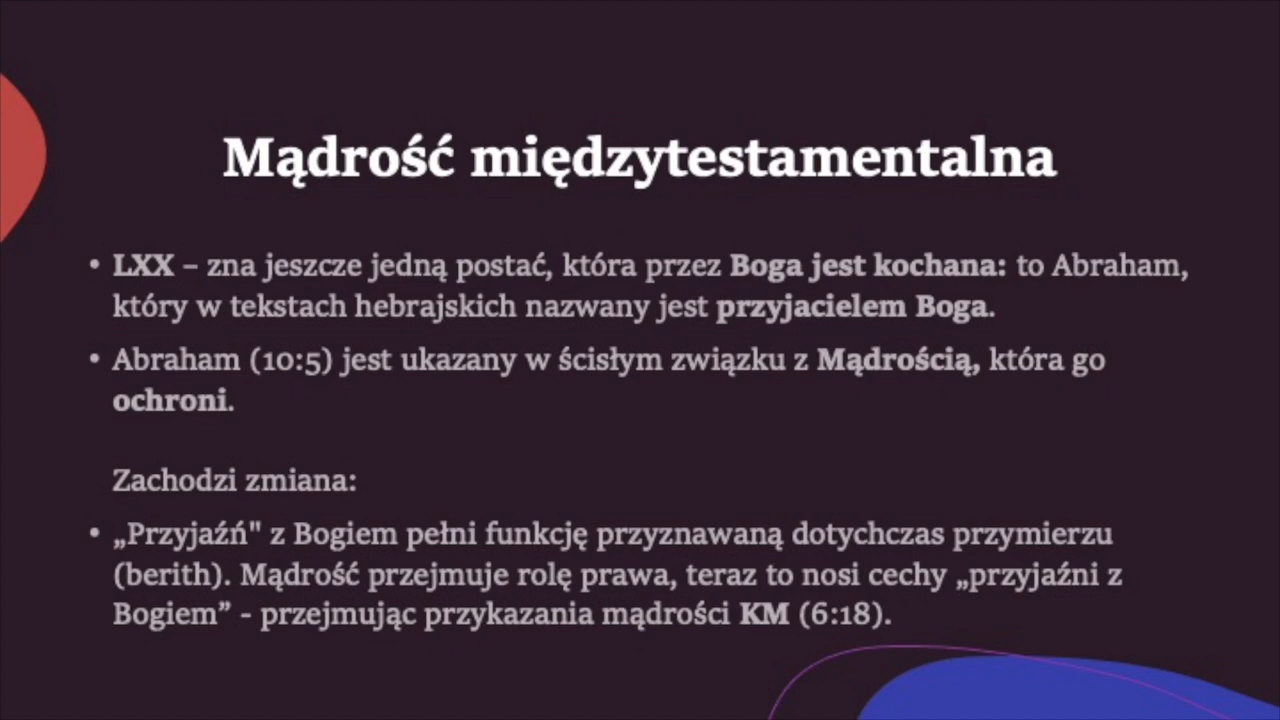 Mądrość międzytestamentalna
• LXX – zna jeszcze jedną postać, która przez Boga jest kochana: to Abraham,
który w tekstach hebrajskich nazwany jest przyjacielem Boga.
• Abraham (10:5) jest ukazany w ścisłym związku z Mądrością, która go
ochroni.
Zachodzi zmiana:
• „Przyjaźń" z Bogiem pełni funkcję przyznawaną dotychczas przymierzu
(berith). Mądrość przejmuje rolę prawa, teraz to nosi cechy „przyjaźni z
Bogiem” - przejmując przykazania mądrości KM (6:18).